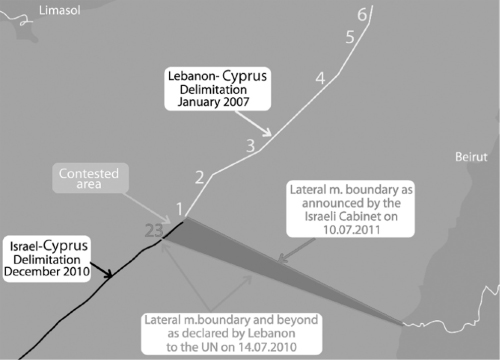 Limasol
6
5
4
Lebanon-Cyprus
Delimitation
January 2007
3
Beirut
Contested
area
2
Lateral m. boundary as
announced by the
Israeli Cabinet on
10.07.2011
1
23
Israel-Cyprus
Delimitation
December 2010
Lateral m.boundary and beyond
as declared by Lebanon
to the UN on 14.07.2010